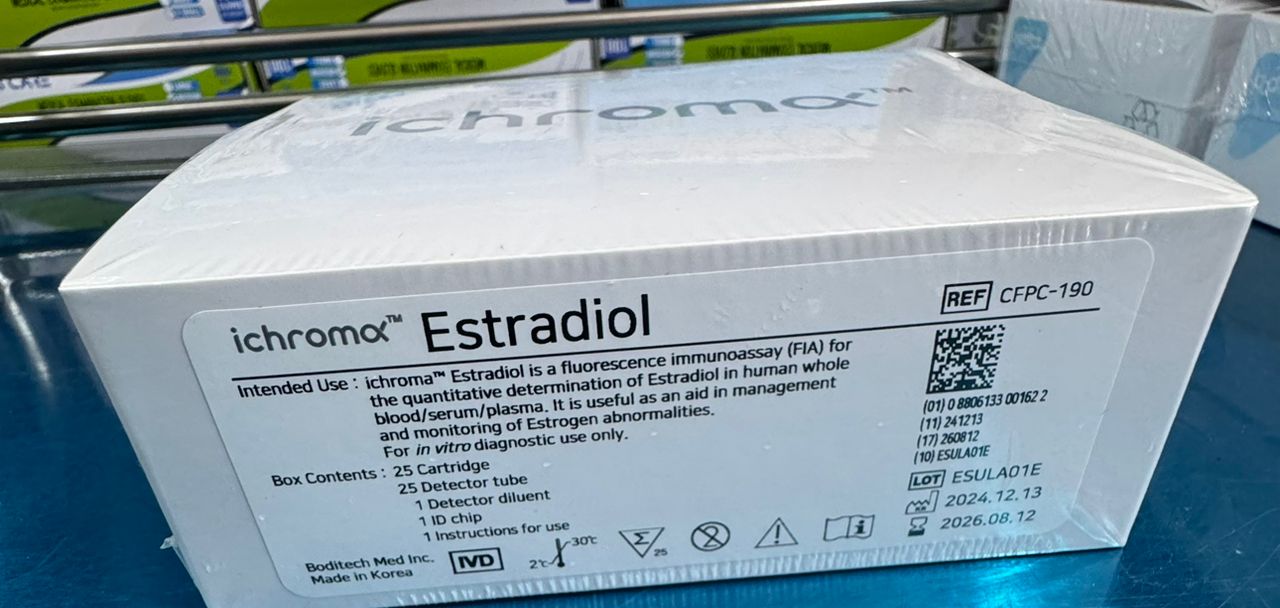 ichroma™
ichroma™ Estradiol
REF CFPC-190
Intended Use : ichroma™ Estradiol is a fluorescence immunoassay (FIA) for
the quantitative determination of Estradiol in human whole
blood/serum/plasma. It is useful as an aid in management
and monitoring of Estrogen abnormalities.
For in vitro diagnostic use only.
Box Contents : 25 Cartridge
25 Detector tube
1 Detector diluent
1 ID chip
1 Instructions for use
Boditech Med Inc.
Made in Korea
IVD
2℃
30℃
Σ
25
(01) 0 8806133 00162 2
(11) 241213
(17) 260812
(10) ESULA01E
LOT ESULA01E
2024.12.13
2026.08.12